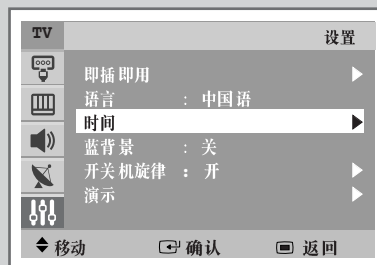 TV
设置
即插即用
语言 : 中国语
时间
蓝背景 : 关
开关机旋律 : 开
演示
移动 确认 返回